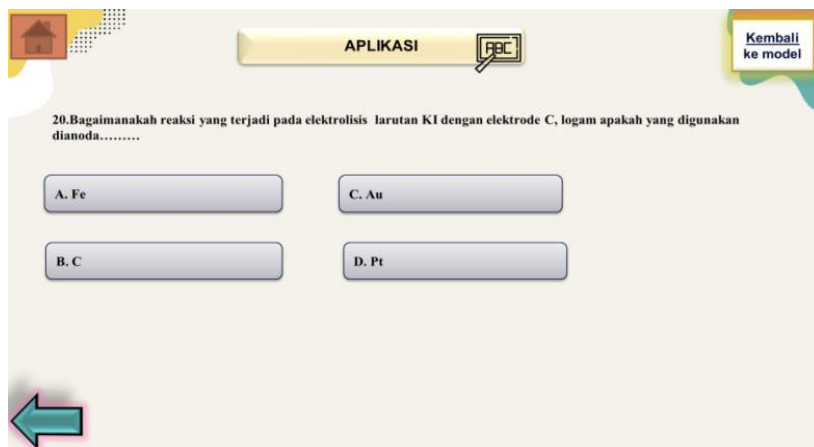 APLIKASI
ABC
Kembali
ke model
20.Bagaimanakah reaksi yang terjadi pada elektrolisis larutan KI dengan elektrode C, logam apakah yang digunakan
dianoda.........
A. Fe
C. Au
B. C
D. Pt